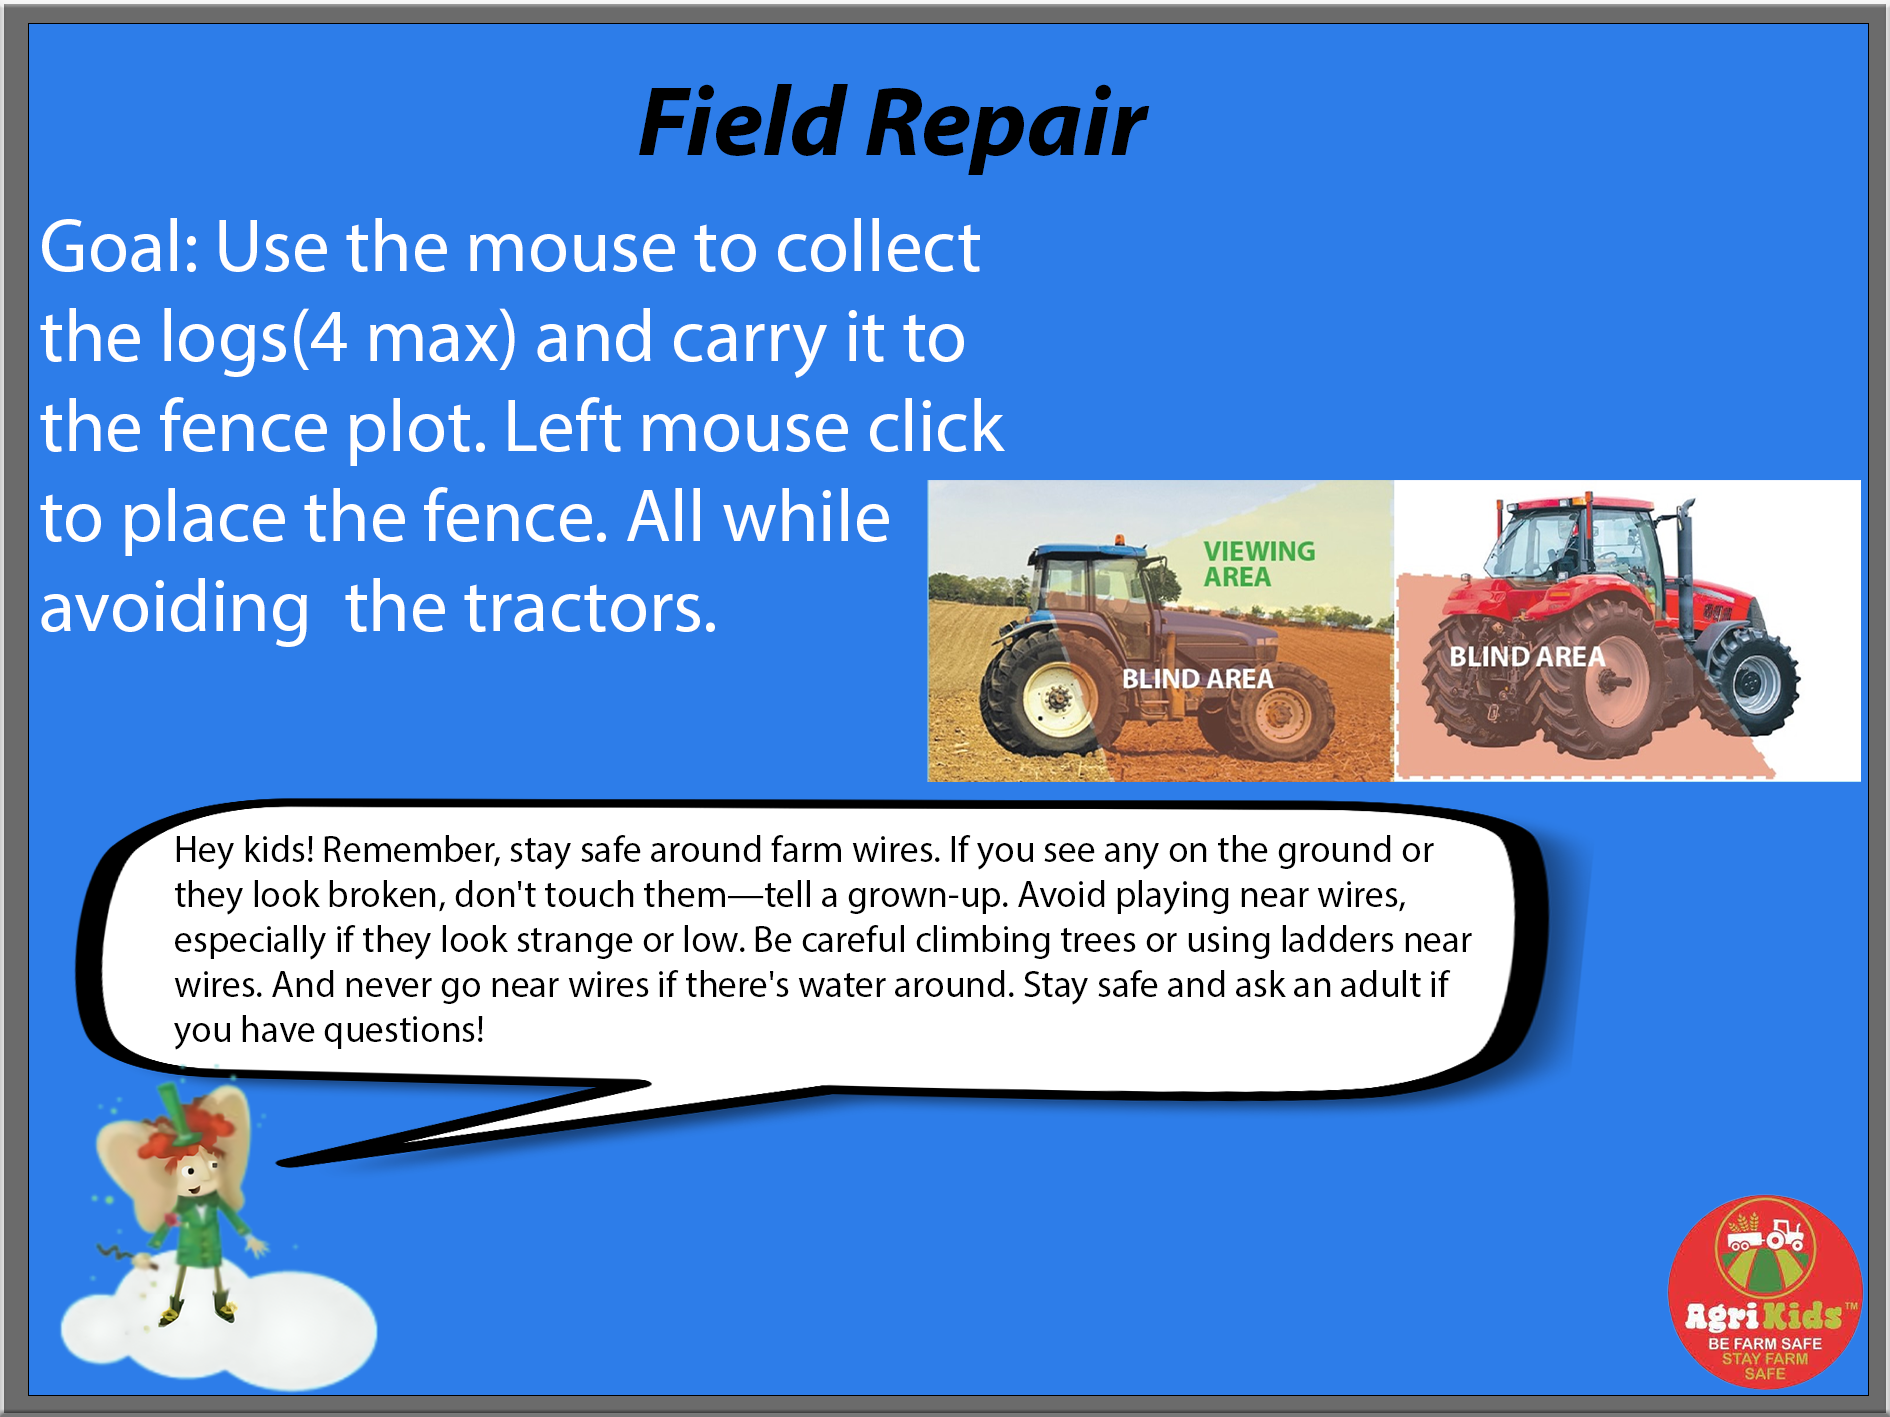 Field Repair
Goal: Use the mouse to collect
the logs(4 max) and carry it to
the fence plot. Left mouse click
to place the fence. All while
avoiding  the tractors.
VIEWING
AREA
BLIND AREA
BLIND AREA
Hey kids! Remember, stay safe around farm wires. If you see any on the ground or
they look broken, don't touch them—tell a grown-up. Avoid playing near wires,
especially if they look strange or low. Be careful climbing trees or using ladders near
wires. And never go near wires if there's water around. Stay safe and ask an adult if
you have questions!
AgriKids™
BE FARM SAFE
STAY FARM
SAFE